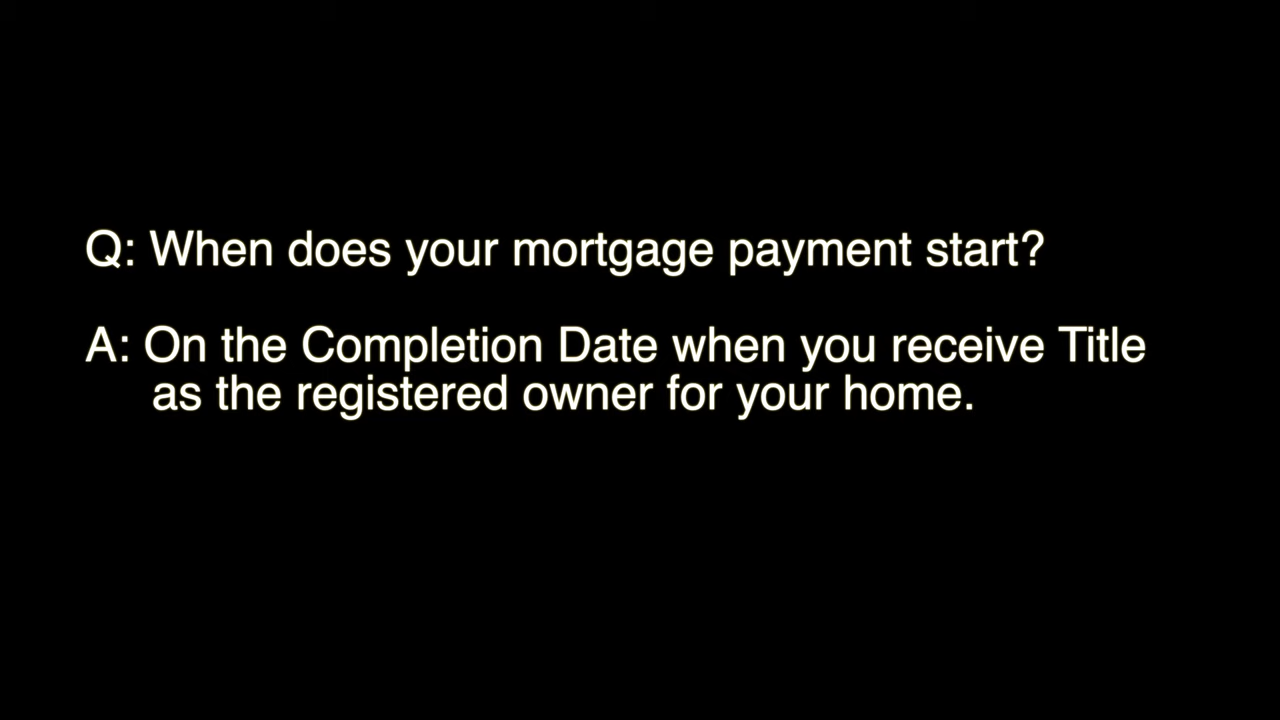 Q: When does your mortgage payment start?
A: On the Completion Date when you receive Title
as the registered owner for your home.